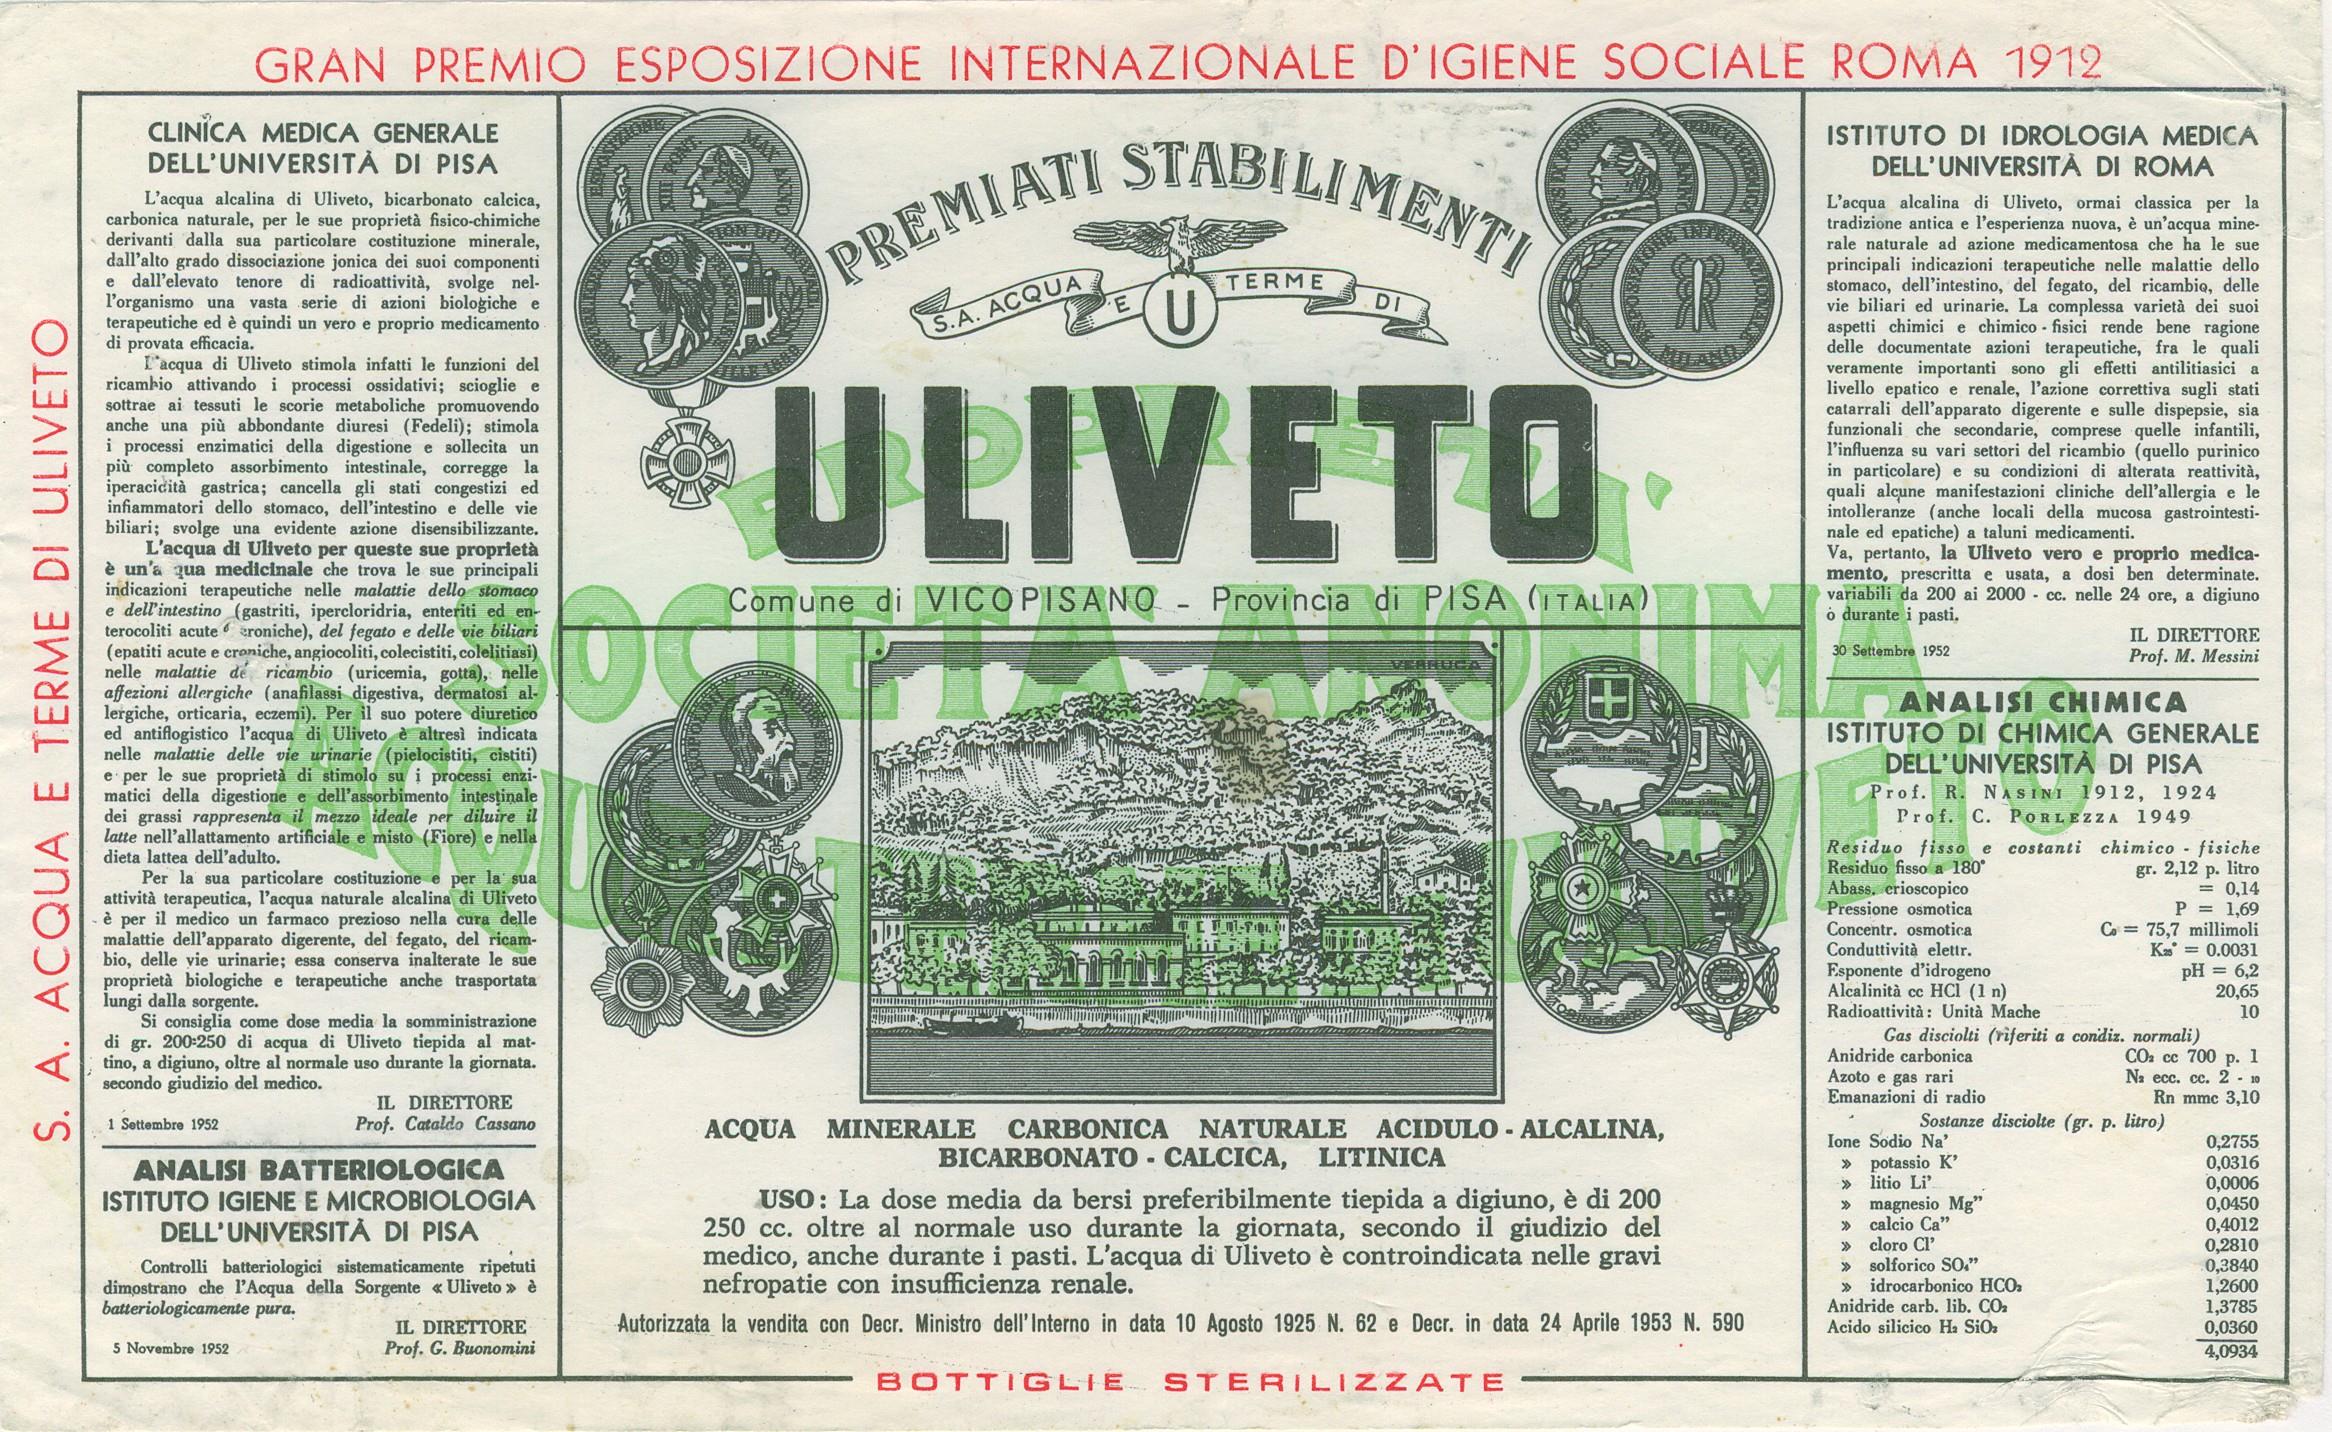 GRAN PREMIO ESPOSIZIONE INTERNAZIONALE D'IGIENE SOCIALE ROMA 1912
S. A. ACQUA E TERME DI ULIVETO
CLINICA MEDICA GENERALE
DELL'UNIVERSITÀ DI PISA
L'acqua alcalina di Uliveto, bicarbonato calcica,
carbonica naturale, per le sue proprietà fisico-chimiche
derivanti dalla sua particolare costituzione minerale,
dall'alto grado dissociazione jonica dei suoi componenti
e dall'elevato tenore di radioattività, svolge nel-
l'organismo una vasta serie di azioni biologiche e
terapeutiche ed è quindi un vero e proprio medicamento
di provata efficacia.
L'acqua di Uliveto stimola infatti le funzioni del
ricambio attivando i processi ossidativi; scioglie e
sottrae ai tessuti le scorie metaboliche promuovendo
anche una più abbondante diuresi (Fedeli); stimola
i processi enzimatici della digestione e sollecita un
più completo assorbimento intestinale, corregge la
iperacidità gastrica; cancella gli stati congestizi ed
infiammatori dello stomaco, dell'intestino e delle vie
biliari; svolge una evidente azione disensibilizzante.
L'acqua di Uliveto per queste sue proprietà
è un'a qua medicinale che trova le sue principali
indicazioni terapeutiche nelle malattie dello stomaco
e dell'intestino (gastriti, ipercloridria, enteriti ed en-
terocoliti acute e croniche), del fegato e delle vie biliari
(epatiti acute e croniche, angiocoliti, colecistiti, colelitiasi)
nelle malattie de ricambio (uricemia, gotta), nelle
affezioni allergiche (anafilassi digestiva, dermatosi al-
lergiche, orticaria, eczemi). Per il suo potere diuretico
ed antiflogistico l'acqua di Uliveto è altresì indicata
nelle malattie delle vie urinarie (pielocistiti, cistiti)
e per le sue proprietà di stimolo su i processi enzi-
matici della digestione e dell'assorbimento intestinale
dei grassi rappresenta il mezzo ideale per diluire il
latte nell'allattamento artificiale e misto (Fiore) e nella
dieta lattea dell'adulto.
Per la sua particolare costituzione e per la sua
attività terapeutica, l'acqua naturale alcalina di Uliveto
è per il medico un farmaco prezioso nella cura delle
malattie dell'apparato digerente, del fegato, del ricam-
bio, delle vie urinarie; essa conserva inalterate le sue
proprietà biologiche e terapeutiche anche trasportata
lungi dalla sorgente.
Si consiglia come dose media la somministrazione
di gr. 200=250 di acqua di Uliveto tiepida al mat-
tino, a digiuno, oltre al normale uso durante la giornata.
secondo giudizio del medico.
IL DIRETTORE
1 Settembre 1952 Prof. Cataldo Cassano
ANALISI BATTERIOLOGICA
ISTITUTO IGIENE E MICROBIOLOGIA
DELL'UNIVERSITÀ DI PISA
Controlli batteriologici sistematicamente ripetuti
dimostrano che l'Acqua della Sorgente « Uliveto » è
batteriologicamente pura.
IL DIRETTORE
5 Novembre 1952 Prof. G. Buonomini
PREMIATI STABILIMENTI
S.A. ACQUA E TERME DI
U
ULIVETO
PROPRIETA'
SOCIETA' ANONIMA
Comune di VICOPISANO - Provincia di PISA (ITALIA)
VERRUCA
ACQUA MINERALE CARBONICA NATURALE ACIDULO - ALCALINA,
BICARBONATO - CALCICA, LITINICA
USO: La dose media da bersi preferibilmente tiepida a digiuno, è di 200
250 cc. oltre al normale uso durante la giornata, secondo il giudizio del
medico, anche durante i pasti. L'acqua di Uliveto è controindicata nelle gravi
nefropatie con insufficienza renale.
Autorizzata la vendita con Decr. Ministro dell'Interno in data 10 Agosto 1925 N. 62 e Decr. in data 24 Aprile 1953 N. 590
BOTTIGLIE STERILIZZATE
ISTITUTO DI IDROLOGIA MEDICA
DELL'UNIVERSITÀ DI ROMA
L'acqua alcalina di Uliveto, ormai classica per la
tradizione antica e l'esperienza nuova, è un'acqua mine-
rale naturale ad azione medicamentosa che ha le sue
principali indicazioni terapeutiche nelle malattie dello
stomaco, dell'intestino, del fegato, del ricambio, delle
vie biliari ed urinarie. La complessa varietà dei suoi
aspetti chimici e chimico - fisici rende bene ragione
delle documentate azioni terapeutiche, fra le quali
veramente importanti sono gli effetti antilitiasici a
livello epatico e renale, l'azione correttiva sugli stati
catarrali dell'apparato digerente e sulle dispepsie, sia
funzionali che secondarie, comprese quelle infantili,
l'influenza su vari settori del ricambio (quello purinico
in particolare) e su condizioni di alterata reattività,
quali alcune manifestazioni cliniche dell'allergia e le
intolleranze (anche locali della mucosa gastrointesti-
nale ed epatiche) a taluni medicamenti.
Va, pertanto, la Uliveto vero e proprio medica-
mento, prescritta e usata, a dosi ben determinate.
variabili da 200 ai 2000 - cc. nelle 24 ore, a digiuno
o durante i pasti.
IL DIRETTORE
30 Settembre 1952 Prof. M. Messini
ANALISI CHIMICA
ISTITUTO DI CHIMICA GENERALE
DELL'UNIVERSITÀ DI PISA
Prof. R. NASINI 1912, 1924
Prof. C. PORLEZZA 1949
Residuo fisso e costanti chimico - fisiche
Residuo fisso a 180° gr. 2,12 p. litro
Abass. crioscopico = 0,14
Pressione osmotica P = 1,69
Concentr. osmotica C₀ = 75,7 millimoli
Conduttività elettr. K₂₅° = 0.0031
Esponente d'idrogeno pH = 6,2
Alcalinità cc HCl (1 n) 20,65
Radioattività: Unità Mache 10
Gas disciolti (riferiti a condiz. normali)
Anidride carbonica CO₂ cc 700 p. 1
Azoto e gas rari N₂ ecc. cc. 2 - ₁₀
Emanazioni di radio Rn mmc 3,10
Sostanze disciolte (gr. p. litro)
Ione Sodio Na' 0,2755
» potassio K' 0,0316
» litio Li' 0,0006
» magnesio Mg" 0,0450
» calcio Ca" 0,4012
» cloro Cl' 0,2810
» solforico SO₄" 0,3840
» idrocarbonico HCO₃ 1,2600
Anidride carb. lib. CO₂ 1,3785
Acido silicico H₂ SiO₃ 0,0360
4,0934